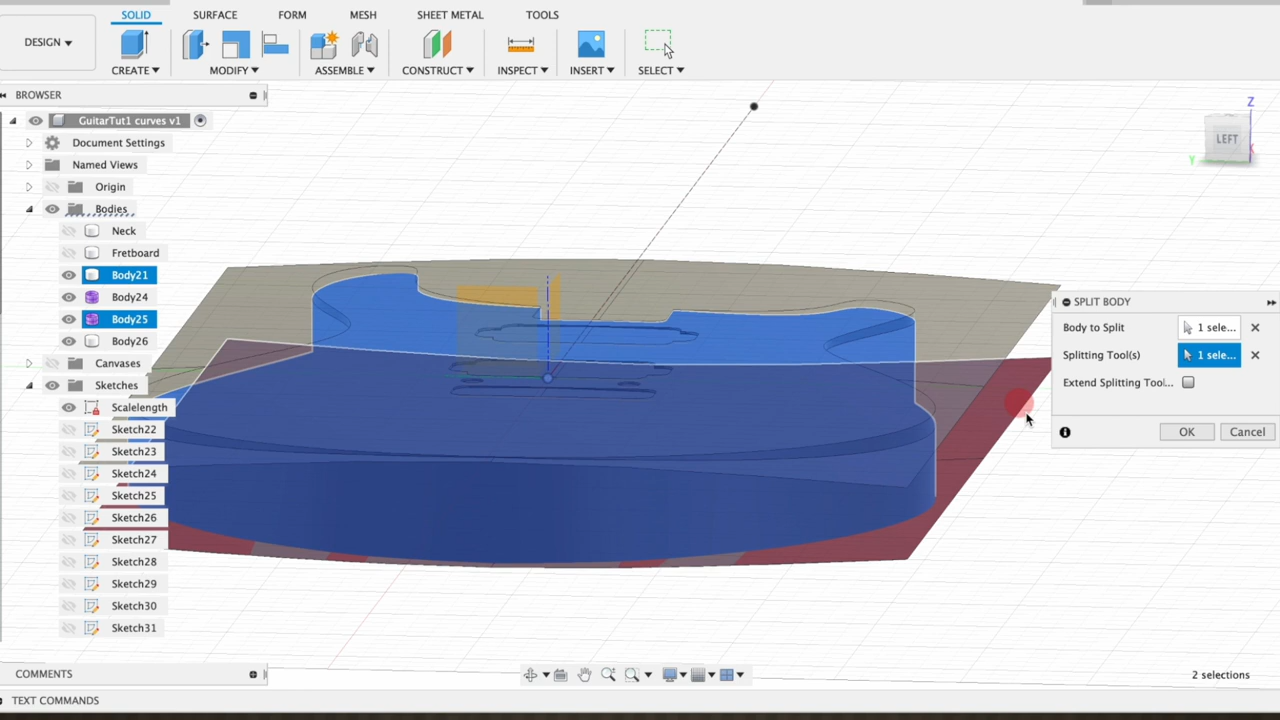 SOLID SURFACE FORM MESH SHEET METAL TOOLS
DESIGN
CREATE MODIFY ASSEMBLE CONSTRUCT INSPECT INSERT SELECT
BROWSER
GuitarTut1 curves v1
Document Settings
Named Views
Origin
Bodies
Neck
Fretboard
Body21
Body24
Body25
Body26
Canvases
Sketches
Scalelength
Sketch22
Sketch23
Sketch24
Sketch25
Sketch26
Sketch27
Sketch28
Sketch29
Sketch30
Sketch31
Z
LEFT
Y
X
SPLIT BODY
Body to Split 1 sele...
Splitting Tool(s) 1 sele...
Extend Splitting Tool...
OK Cancel
COMMENTS
2 selections
TEXT COMMANDS